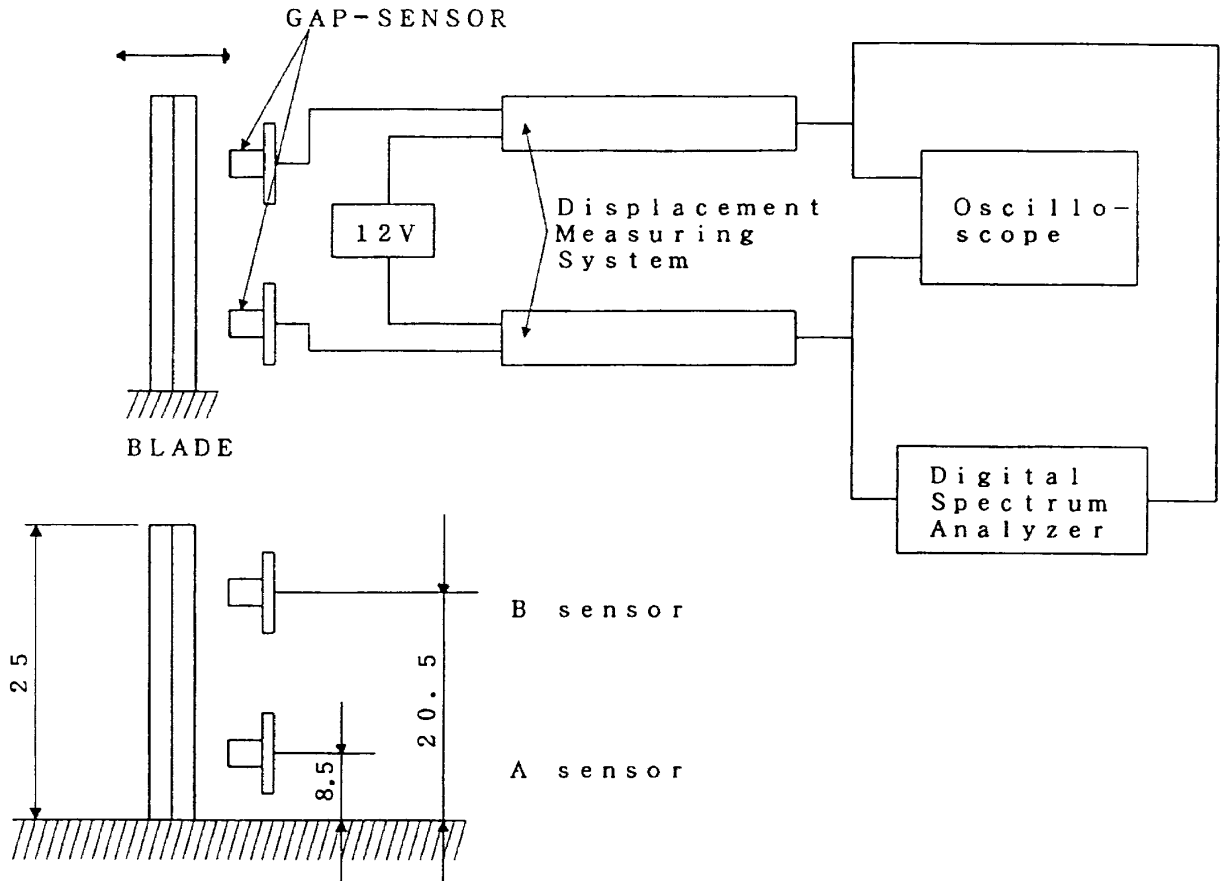 GAP-SENSOR
12V
Displacement
Measuring
System
Oscillo-
scope
BLADE
Digital
Spectrum
Analyzer
B sensor
25
20.5
8.5
A sensor